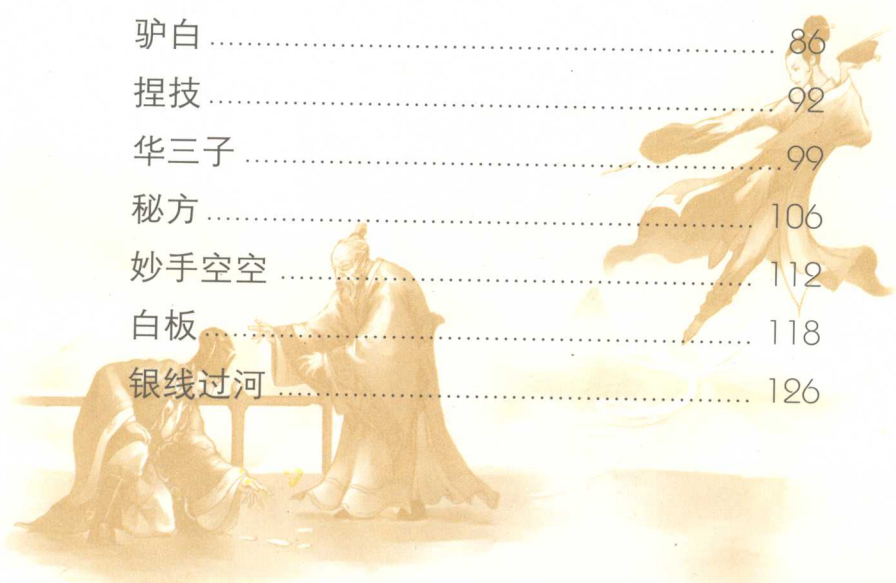 驴白 ........................................ 86
捏技 ........................................ 92
华三子 ........................................ 99
秘方 ........................................ 106
妙手空空 ........................................ 112
白板 ........................................ 118
银线过河 ........................................ 126